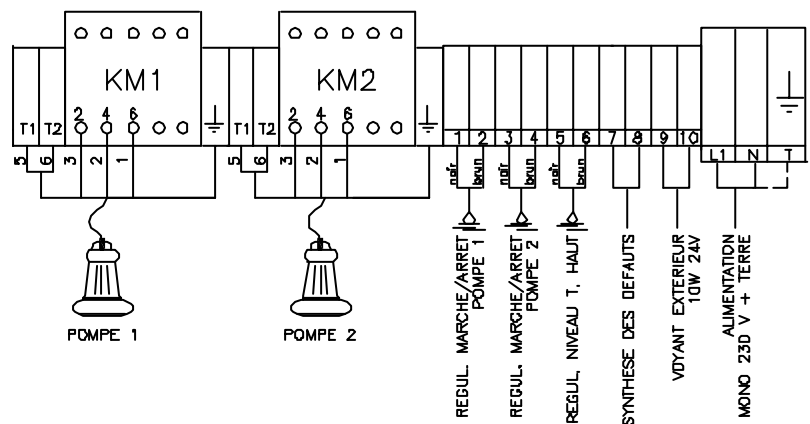 KM1
KM2
2 4 6
2 4 6
T1 T2
T1 T2
1 2 3 4 5 6 7 8 9 10
5 6 3 2 1
5 6 3 2 1
noir brun noir brun noir brun
L1 N T
POMPE 1
POMPE 2
REGUL. MARCHE/ARRET
POMPE 1
REGUL. MARCHE/ARRET
POMPE 2
REGUL, NIVEAU T, HAUT
SYNTHESE DES DEFAUTS
VOYANT EXTERIEUR
10W 24V
ALIMENTATION
MONO 230 V + TERRE